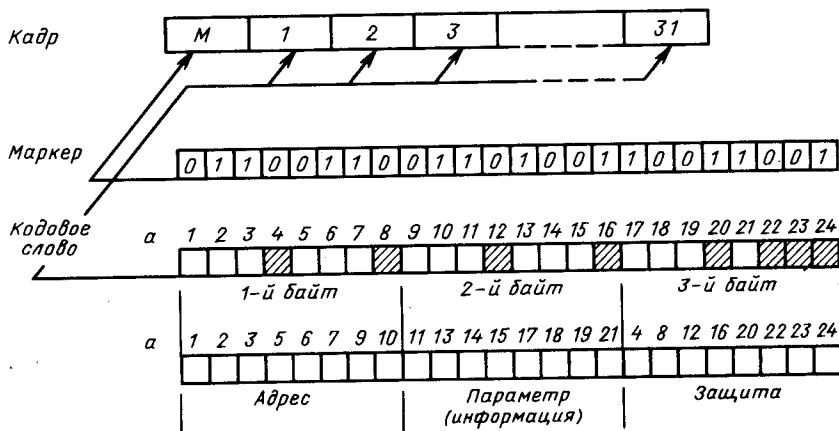 Кадр М 1 2 3 31
Маркер 0 1 1 0 0 1 1 0 0 1 1 0 1 0 0 1 1 0 0 1 1 0 0 1
Кодовое слово а 1 2 3 4 5 6 7 8 9 10 11 12 13 14 15 16 17 18 19 20 21 22 23 24
1-й байт 2-й байт 3-й байт
а 1 2 3 5 6 7 9 10 11 13 14 15 17 18 19 21 4 8 12 16 20 22 23 24
Адрес Параметр (информация) Защита